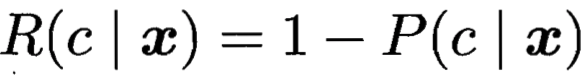 R(c | x) = 1 − P(c | x)